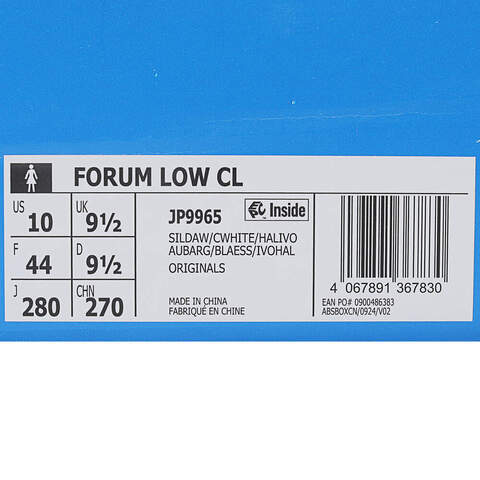 FORUM LOW CL
US 10 UK 9½
F 44 D 9½
J 280 CHN 270
JP9965 Inside
SILDAW/CWHITE/HALIVO
AUBARG/BLAESS/IVOHAL
ORIGINALS
MADE IN CHINA
FABRIQUÉ EN CHINE
4 067891 367830
EAN PO# 0900486383
ABSBOXCN/0924/V02